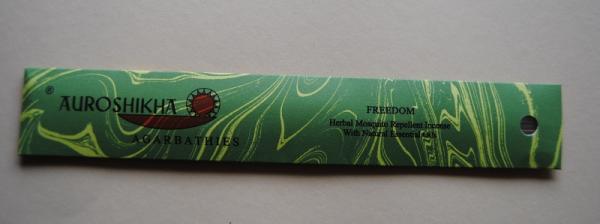 ® AUROSHIKHA
AGARBATHIES
FREEDOM
Herbal Mosquito Repellent Incense
With Natural Essential Oils